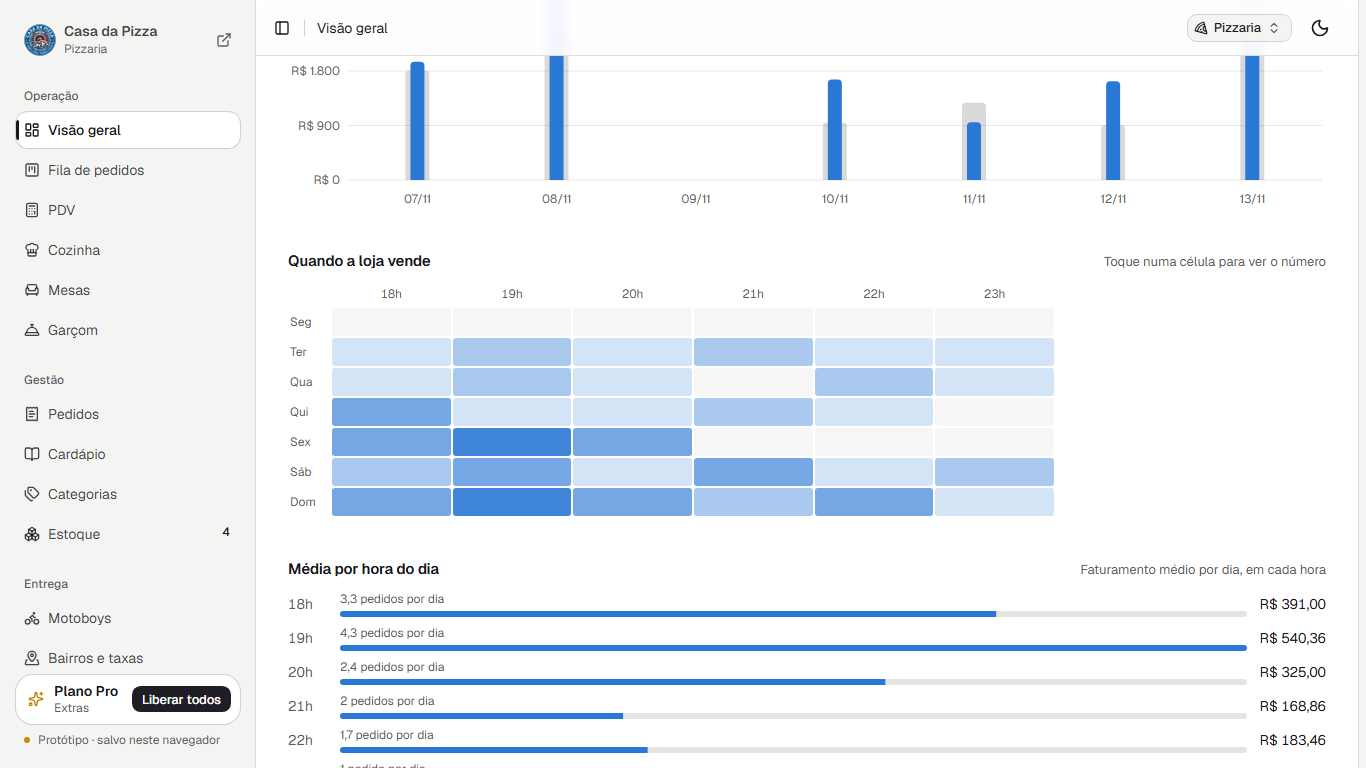 Casa da Pizza
Pizzaria
Operação
Visão geral
Fila de pedidos
PDV
Cozinha
Mesas
Garçom
Gestão
Pedidos
Cardápio
Categorias
Estoque 4
Entrega
Motoboys
Bairros e taxas
Plano Pro
Extras
Liberar todos
Protótipo · salvo neste navegador
Visão geral
Pizzaria
R$ 1.800
R$ 900
R$ 0
07/11 08/11 09/11 10/11 11/11 12/11 13/11
Quando a loja vende
Toque numa célula para ver o número
18h 19h 20h 21h 22h 23h
Seg
Ter
Qua
Qui
Sex
Sáb
Dom
Média por hora do dia
Faturamento médio por dia, em cada hora
18h 3,3 pedidos por dia R$ 391,00
19h 4,3 pedidos por dia R$ 540,36
20h 2,4 pedidos por dia R$ 325,00
21h 2 pedidos por dia R$ 168,86
22h 1,7 pedido por dia R$ 183,46